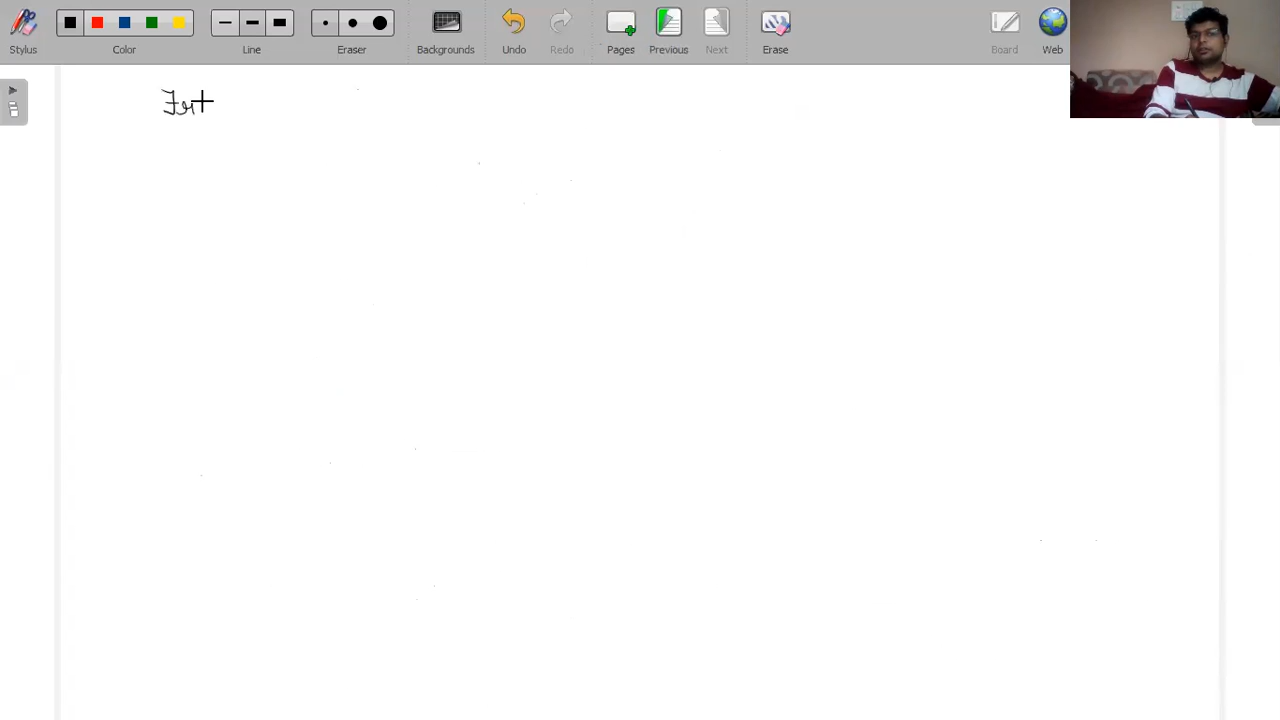 Stylus
Color
Line
Eraser
Backgrounds
Undo
Redo
Pages
Previous
Next
Erase
Board
Web